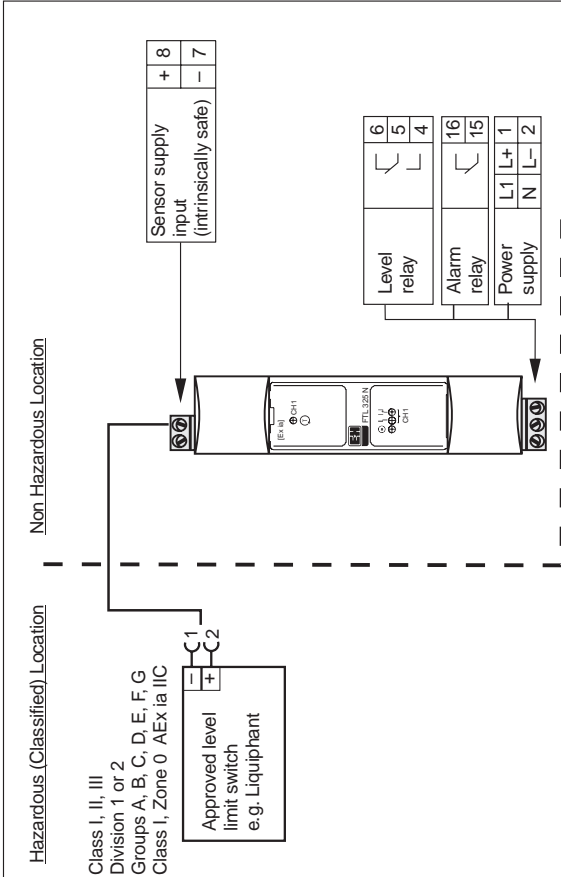 Hazardous (Classified) Location
Non Hazardous Location
Class I, II, III
Division 1 or 2
Groups A, B, C, D, E, F, G
Class I, Zone 0 AEx ia IIC
− 1
+ 2
Approved level
limit switch
e.g. Liquiphant
Sensor supply
input
(intrinsically safe)
+ 8
− 7
[Ex ia]
CH1
E+H
FTL 325 N
CH1
Level
relay
6
5
4
Alarm
relay
16
15
Power
supply
L1 L+ 1
N L− 2